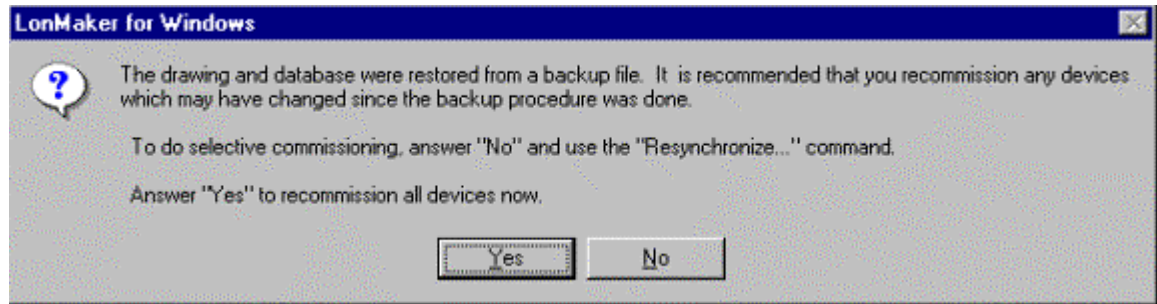 LonMaker for Windows
The drawing and database were restored from a backup file. It is recommended that you recommission any devices
which may have changed since the backup procedure was done.
To do selective commissioning, answer "No" and use the "Resynchronize..." command.
Answer "Yes" to recommission all devices now.
Yes No